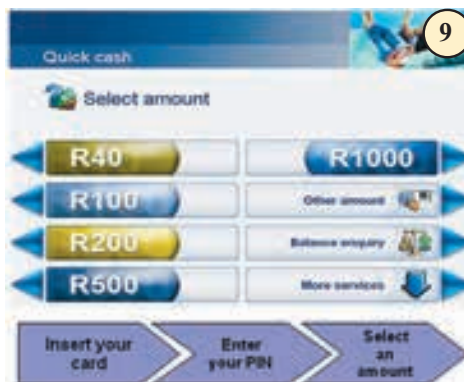 9
Quick cash
Select amount
R40
R1000
R100
Other amount
R200
Balance enquiry
R500
More services
Insert your
card
Enter
your PIN
Select
an
amount